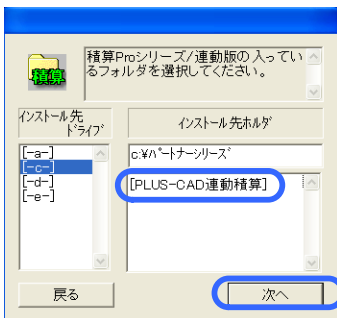 積算Proシリーズ/連動版の入ってい
るフォルダを選択してください。
積算
インストール先
ドライブ
インストール先ホルダ
[-a-]
[-c-]
[-d-]
[-e-]
c:¥パートナーシリーズ
[PLUS-CAD連動積算]
戻る
次へ